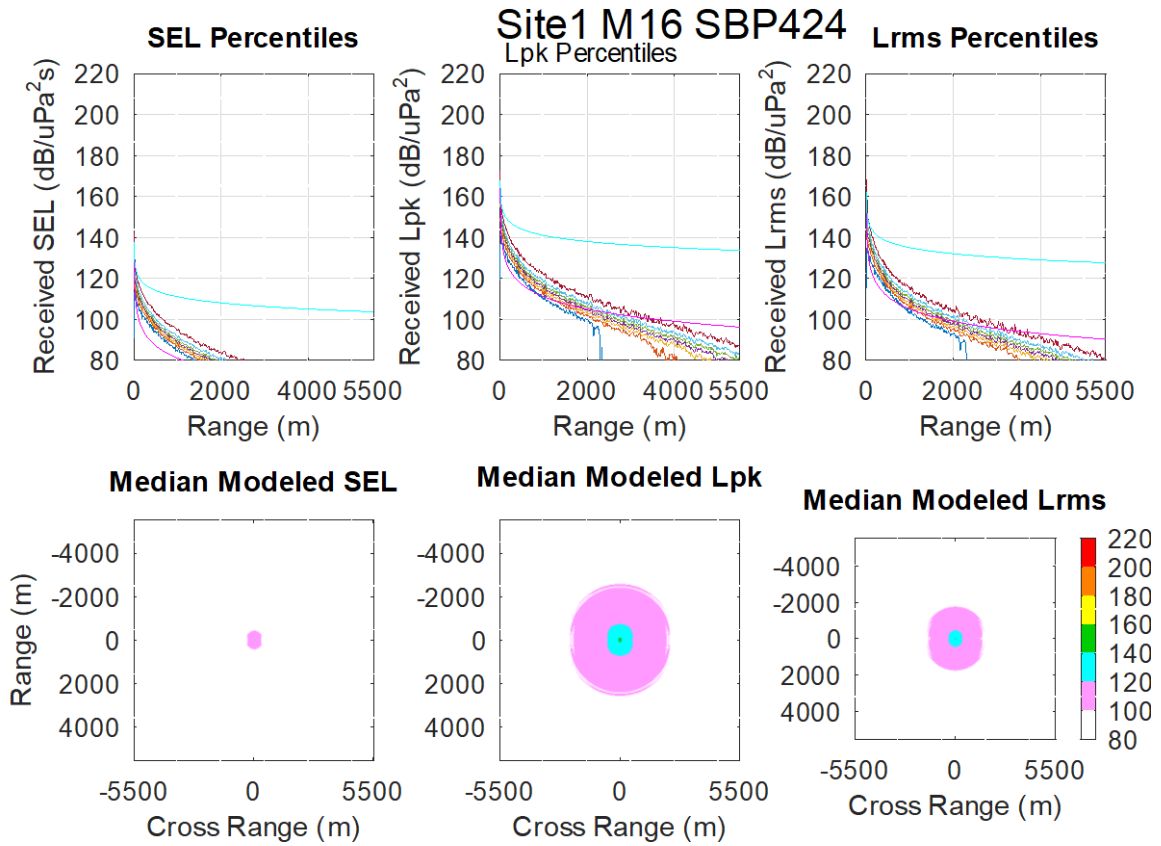 Site1 M16 SBP424
SEL Percentiles
Lpk Percentiles
Lrms Percentiles
Received SEL (dB/uPa²s)
220
200
180
160
140
120
100
80
0 2000 4000 5500
Range (m)
Received Lpk (dB/uPa²)
220
200
180
160
140
120
100
80
0 2000 4000 5500
Range (m)
Received Lrms (dB/uPa²)
220
200
180
160
140
120
100
80
0 2000 4000 5500
Range (m)
Median Modeled SEL
Range (m)
-4000
-2000
0
2000
4000
-5500 0 5500
Cross Range (m)
Median Modeled Lpk
-4000
-2000
0
2000
4000
-5500 0 5500
Cross Range (m)
Median Modeled Lrms
-4000
-2000
0
2000
4000
-5500 0 5500
Cross Range (m)
220
200
180
160
140
120
100
80